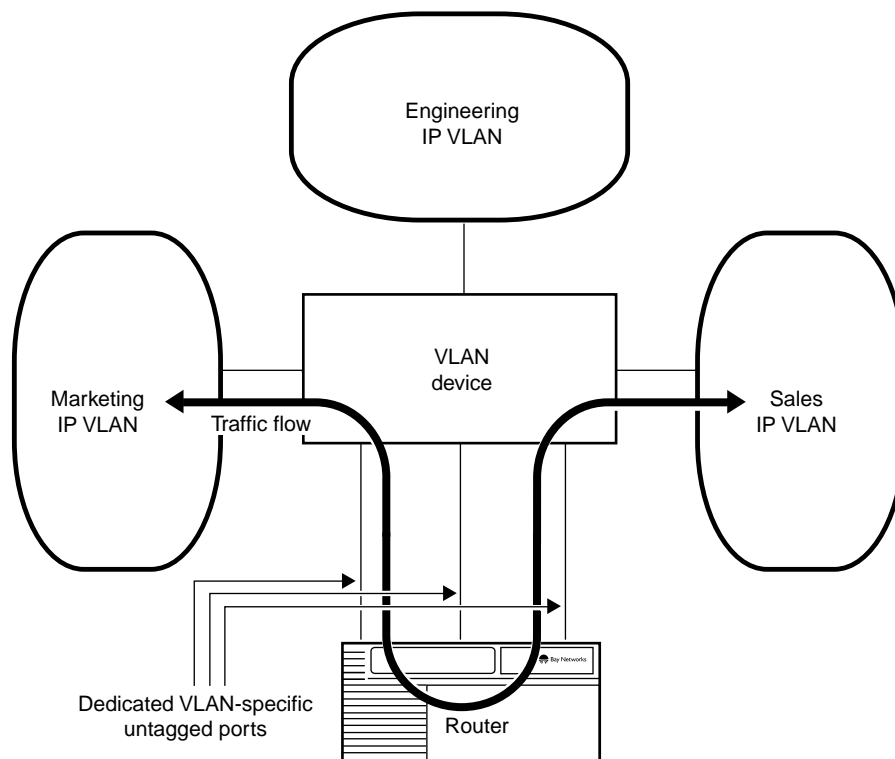 Engineering
IP VLAN
VLAN
device
Marketing
IP VLAN
Sales
IP VLAN
Traffic flow
Bay Networks
Dedicated VLAN-specific
untagged ports
Router